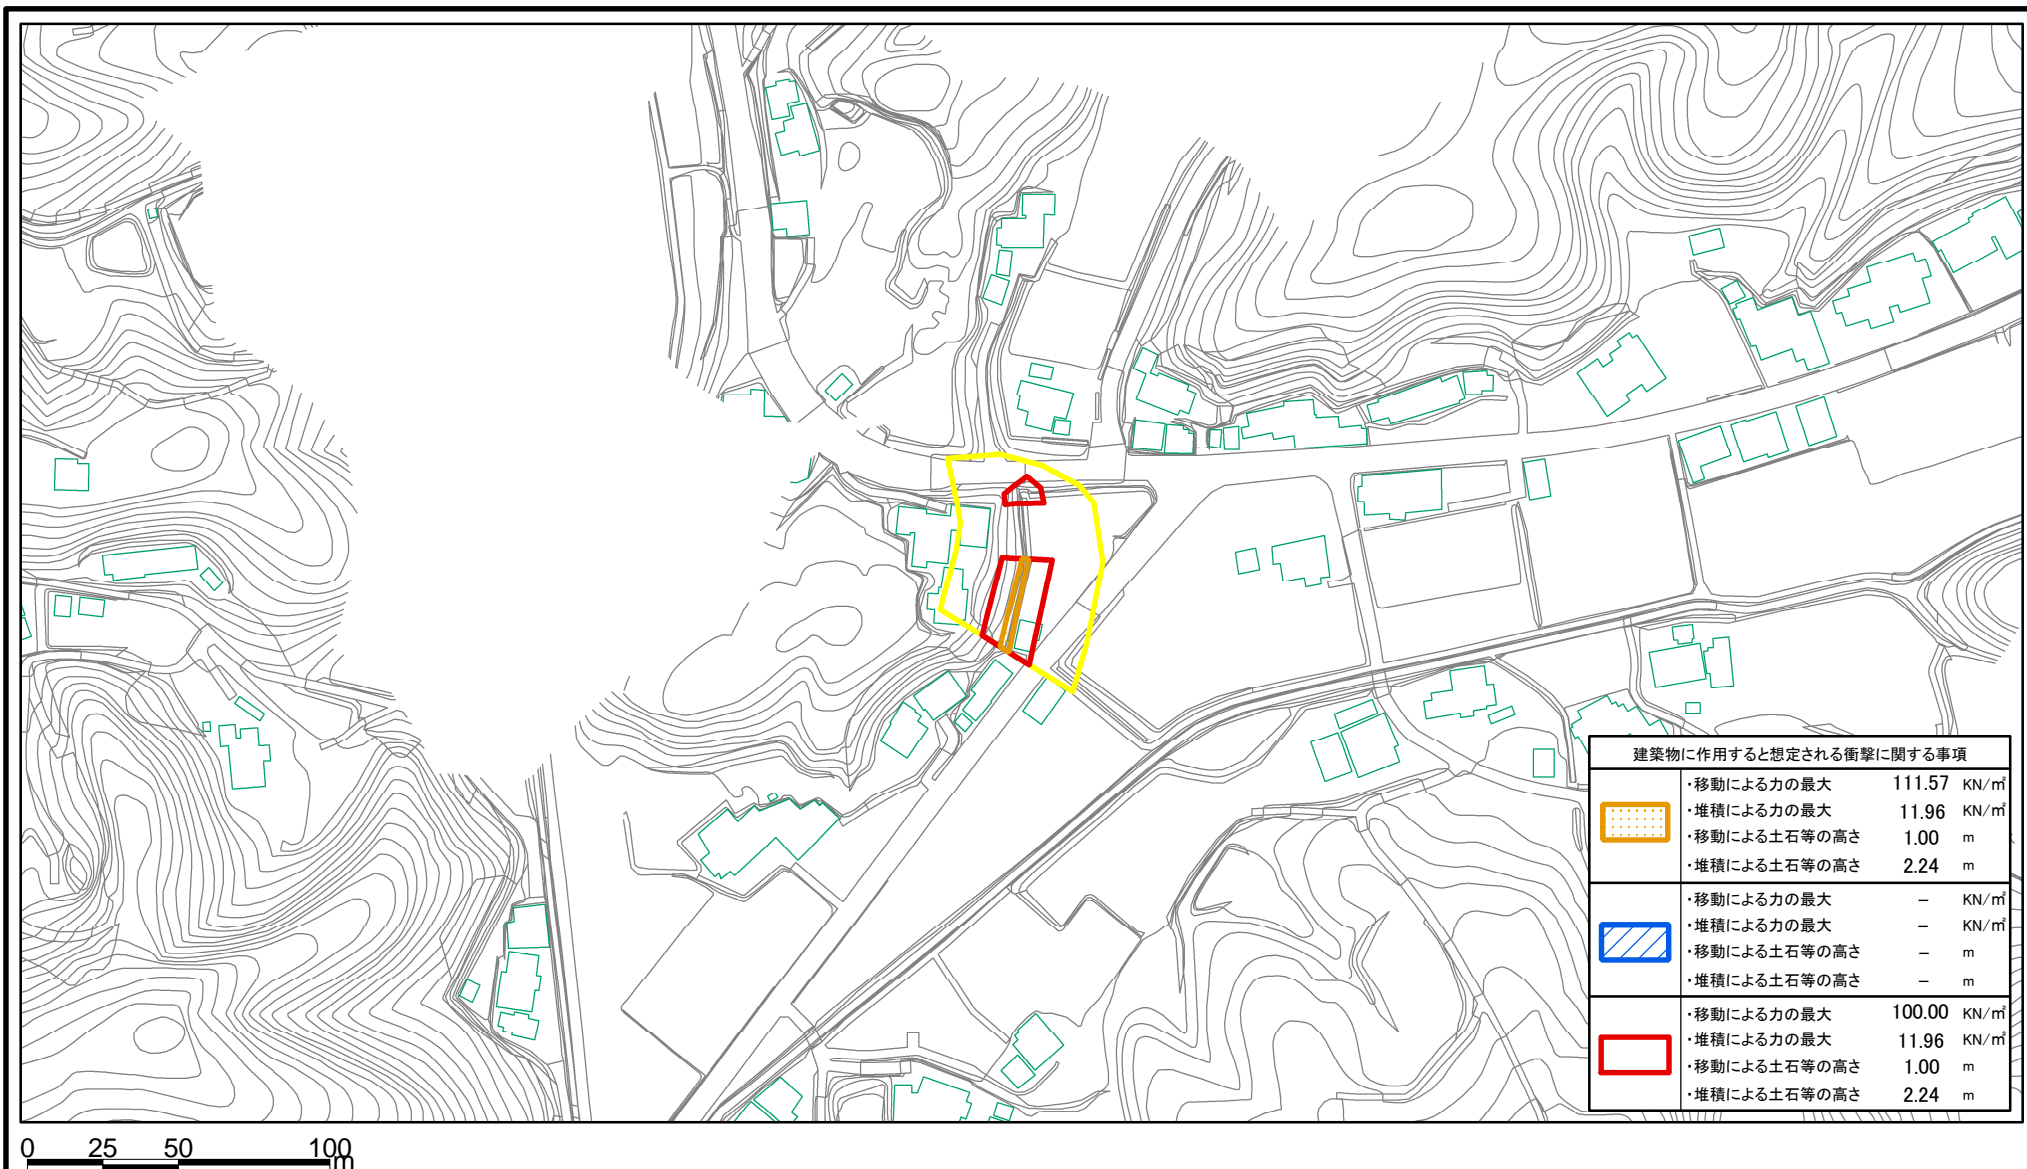 建築物に作用すると想定される衝撃に関する事項
・移動による力の最大 111.57 KN/㎡
・堆積による力の最大 11.96 KN/㎡
・移動による土石等の高さ 1.00 m
・堆積による土石等の高さ 2.24 m
・移動による力の最大 － KN/㎡
・堆積による力の最大 － KN/㎡
・移動による土石等の高さ － m
・堆積による土石等の高さ － m
・移動による力の最大 100.00 KN/㎡
・堆積による力の最大 11.96 KN/㎡
・移動による土石等の高さ 1.00 m
・堆積による土石等の高さ 2.24 m
0 25 50 100 m